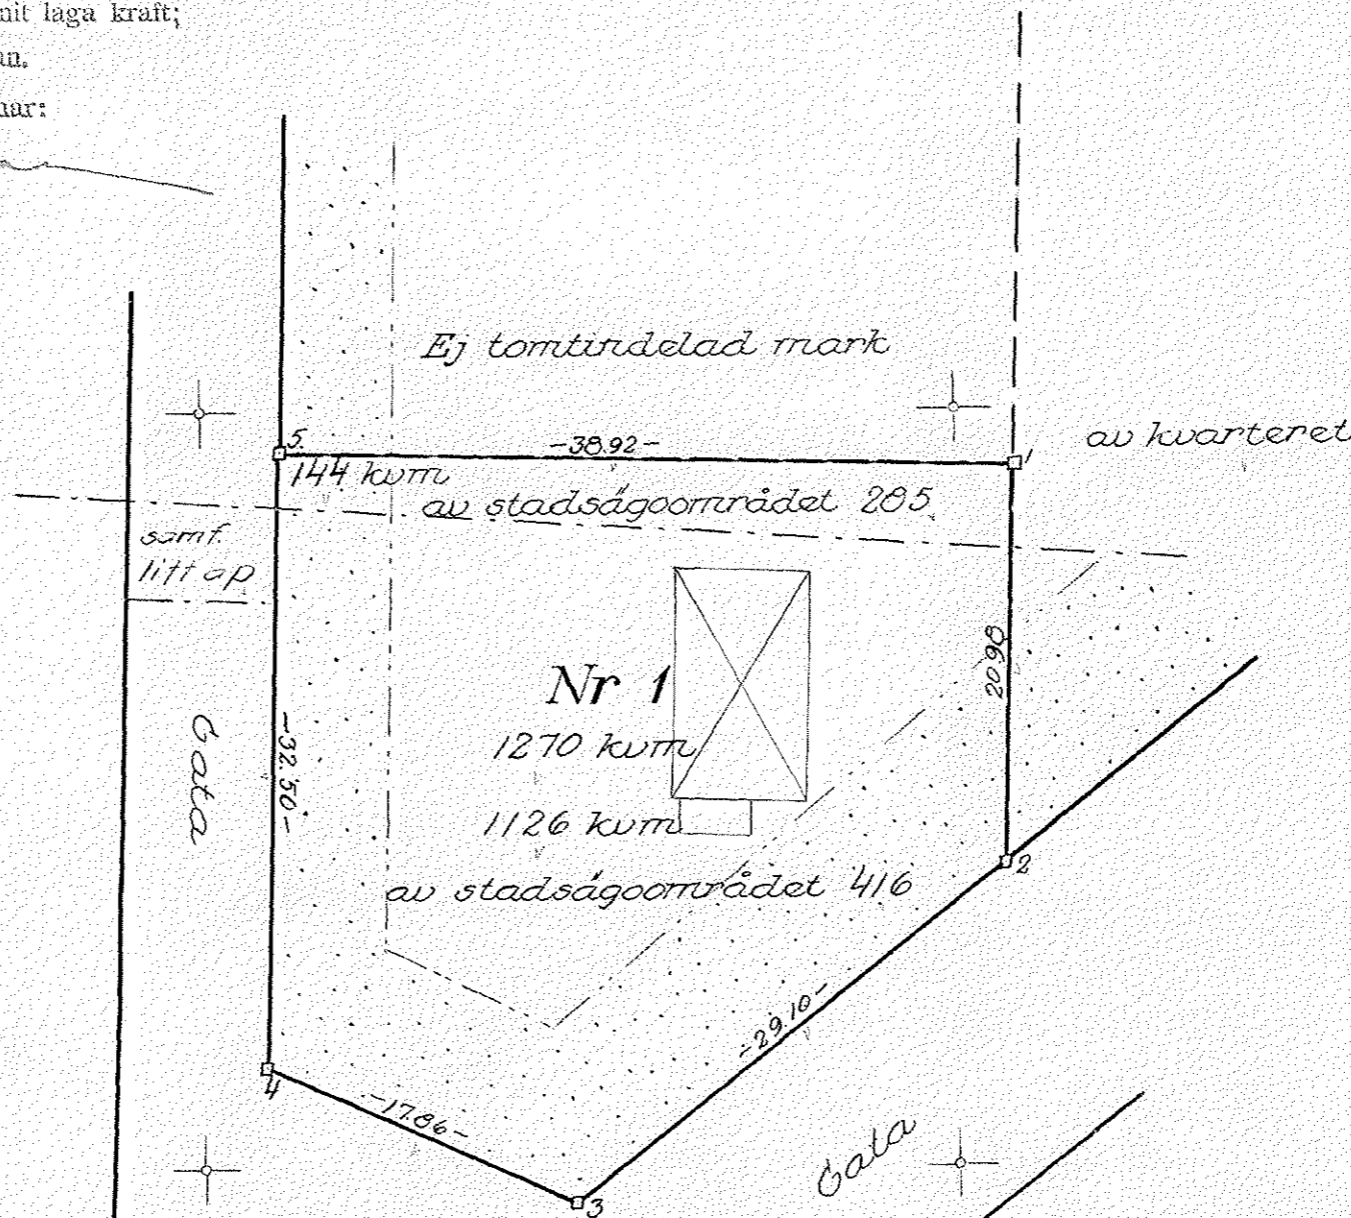 laga kraft;
Ej tomtindelad mark
av kvarteret
5.
-38.92-
1
144 kvm
av stadsägoområdet 285
samf.
litt ap
20.98
Nr 1
1270 kvm
Gata
-32.50-
1126 kvm
2
av stadsägoområdet 416
-29.10-
4
-17.86-
Gata
3